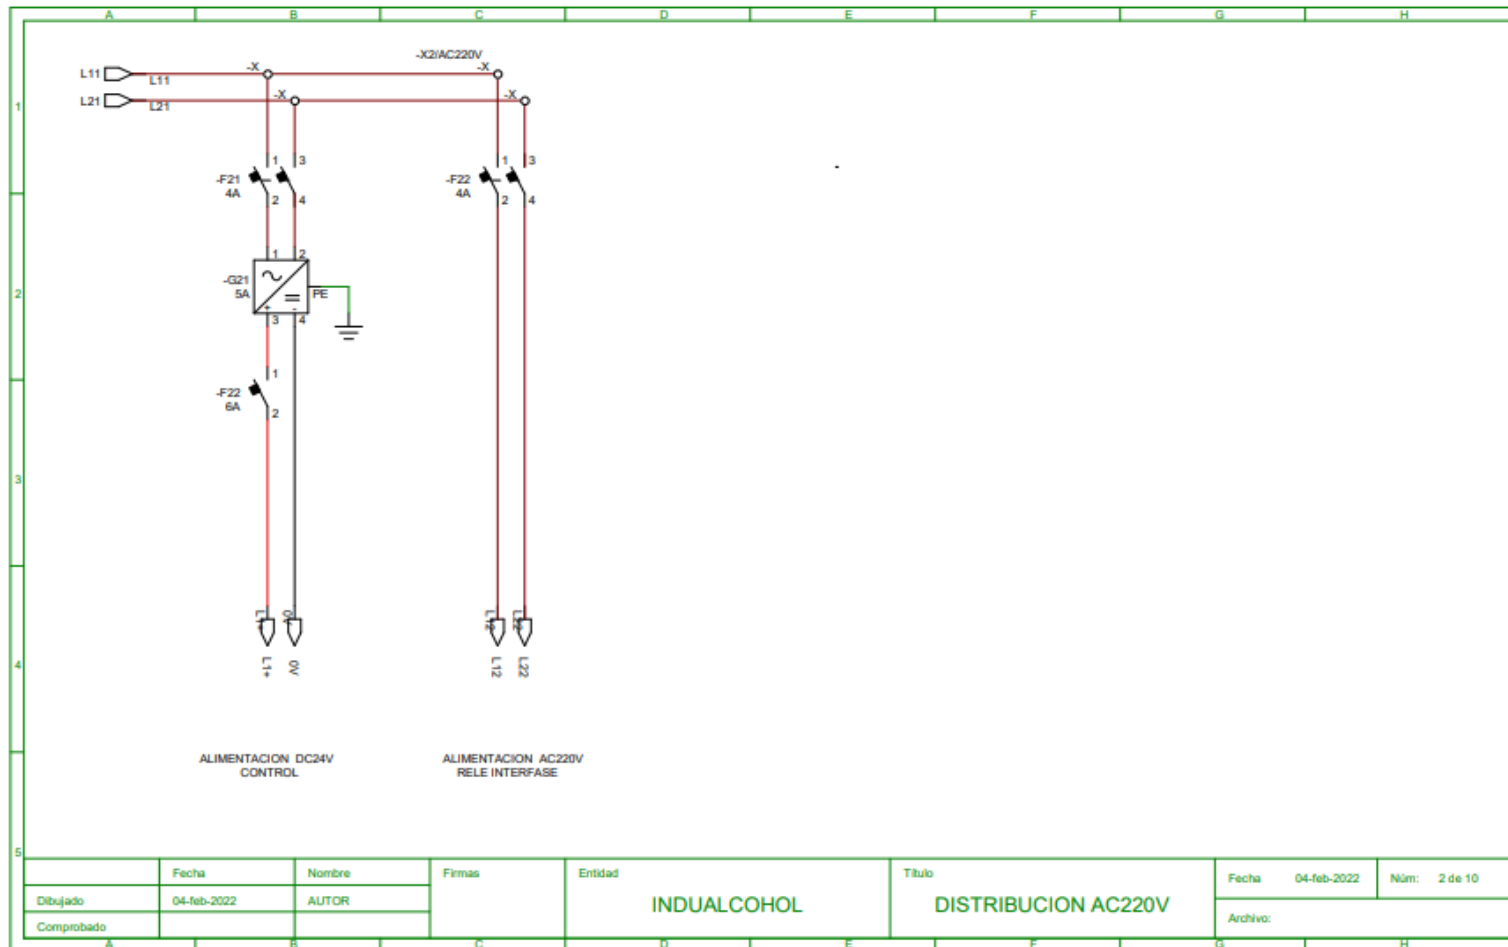 A B C D E F G H
-X2/AC220V
L11 L11 -X -X
L21 L21 -X -X
1
1 3 1 3
-F21 -F22
4A 4A
2 4 2 4
1 2
-G21
5A PE
+ -
3 4
2
1
-F22
6A
2
3
L1+ 0V L12 L22
L1+ 0V L12 L22
4
ALIMENTACION DC24V
CONTROL
ALIMENTACION AC220V
RELE INTERFASE
5
Fecha Nombre Firmas
Dibujado 04-feb-2022 AUTOR
Comprobado
Entidad
INDUALCOHOL
Título
DISTRIBUCION AC220V
Fecha 04-feb-2022 Núm: 2 de 10
Archivo:
A B C D E F G H